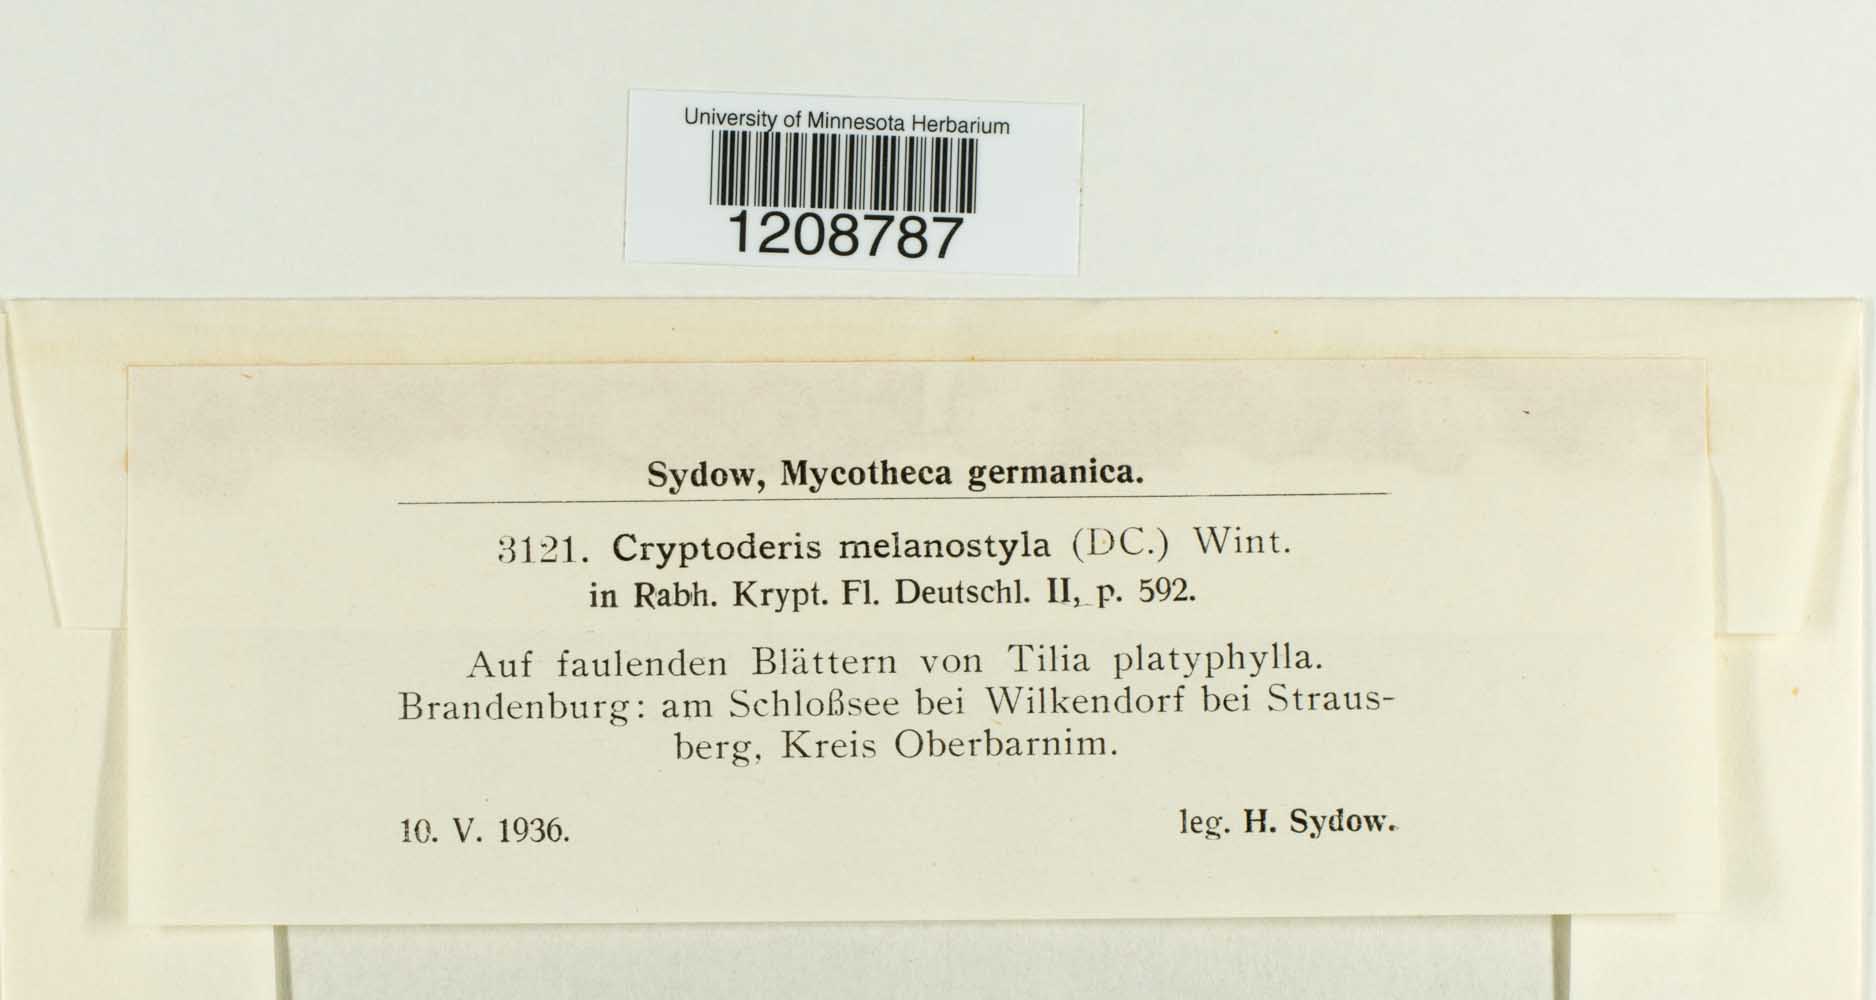 University of Minnesota Herbarium
1208787
Sydow, Mycotheca germanica.
3121. Cryptoderis melanostyla (DC.) Wint.
in Rabh. Krypt. Fl. Deutschl. II, p. 592.
Auf faulenden Blättern von Tilia platyphylla.
Brandenburg: am Schloßsee bei Wilkendorf bei Straus-
berg, Kreis Oberbarnim.
10. V. 1936.
leg. H. Sydow.